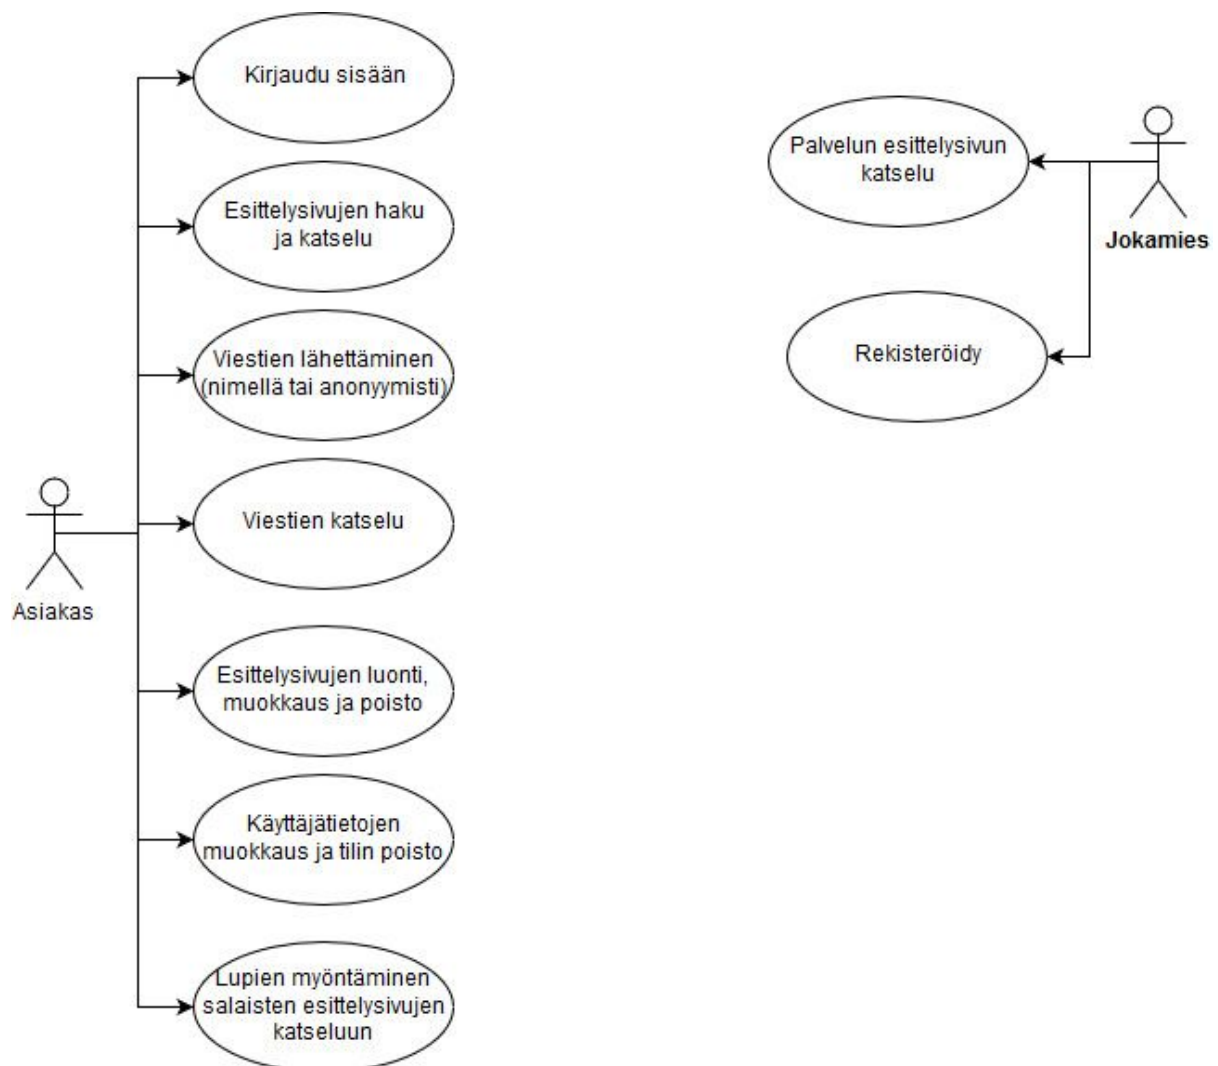 Kirjaudu sisään
Esittelysivujen haku
ja katselu
Viestien lähettäminen
(nimellä tai anonyymisti)
Viestien katselu
Asiakas
Esittelysivujen luonti,
muokkaus ja poisto
Käyttäjätietojen
muokkaus ja tilin poisto
Lupien myöntäminen
salaisten esittelysivujen
katseluun
Palvelun esittelysivun
katselu
Jokamies
Rekisteröidy